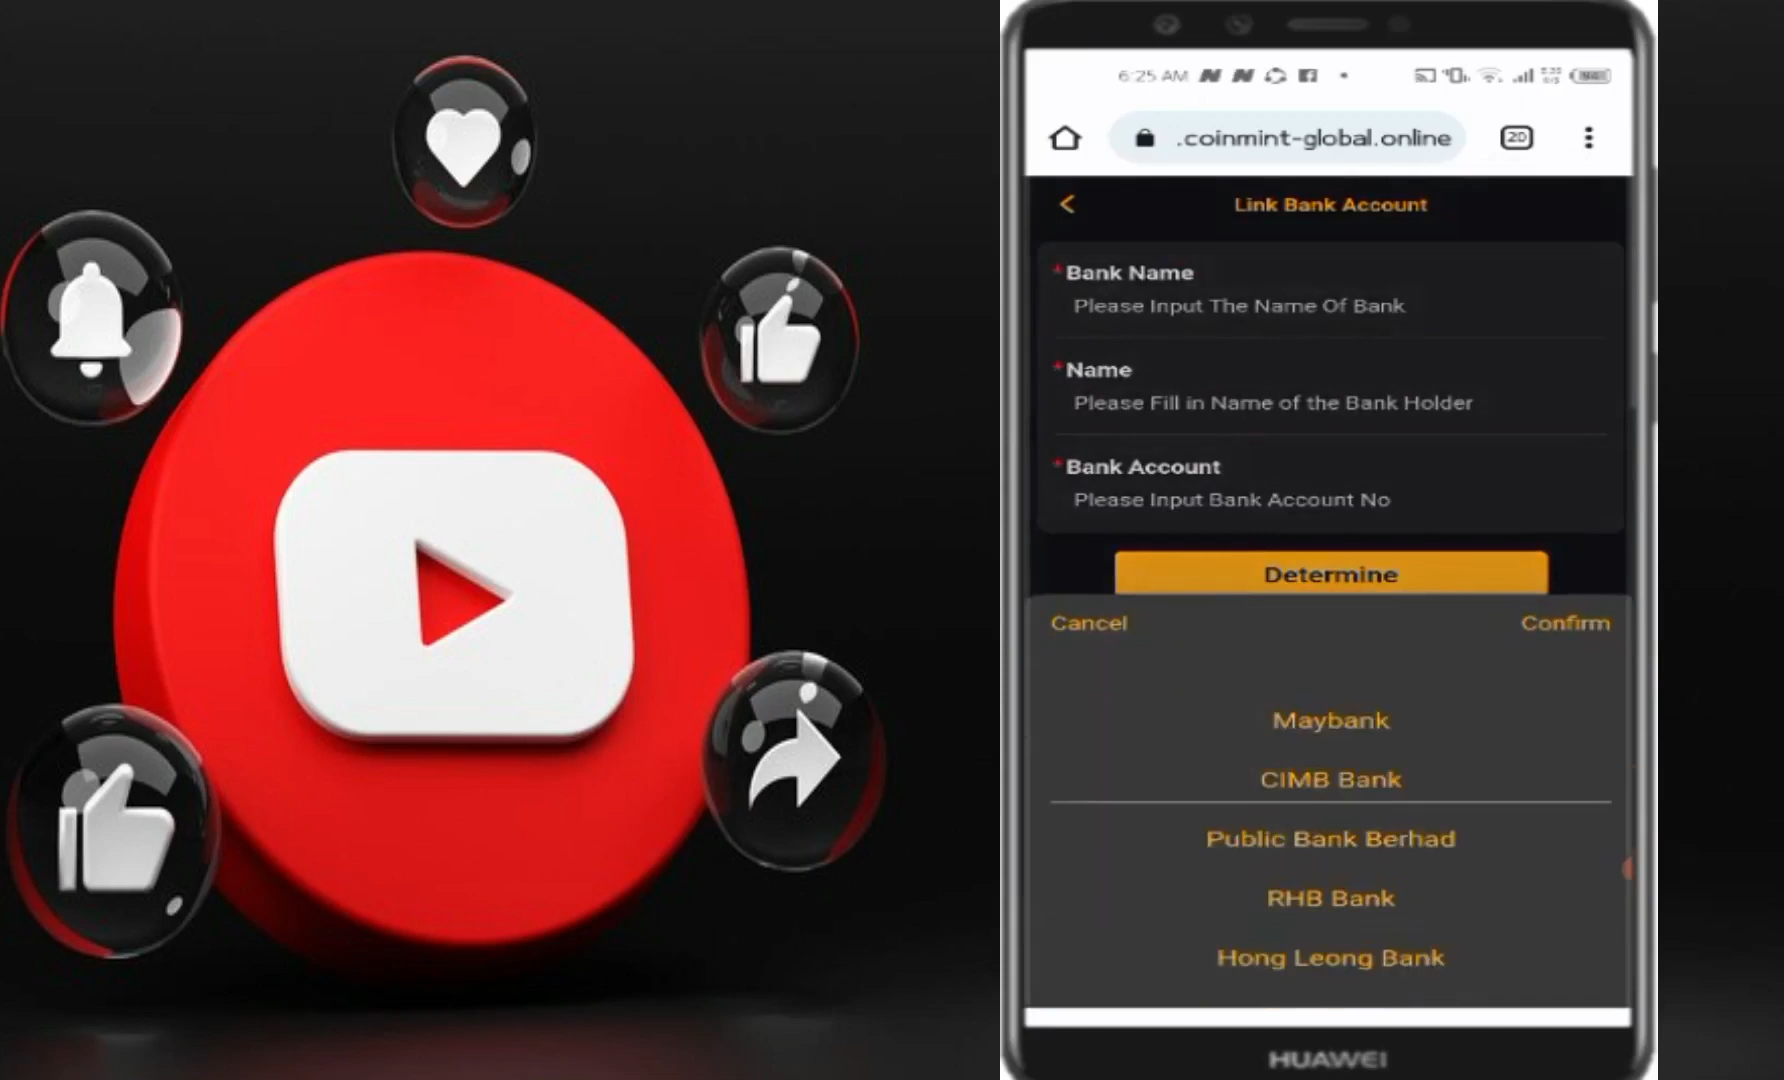 6:25 AM
.coinmint-global.online
20
Link Bank Account
*Bank Name
Please Input The Name Of Bank
*Name
Please Fill in Name of the Bank Holder
*Bank Account
Please Input Bank Account No
Determine
Cancel
Confirm
Maybank
CIMB Bank
Public Bank Berhad
RHB Bank
Hong Leong Bank
HUAWEI